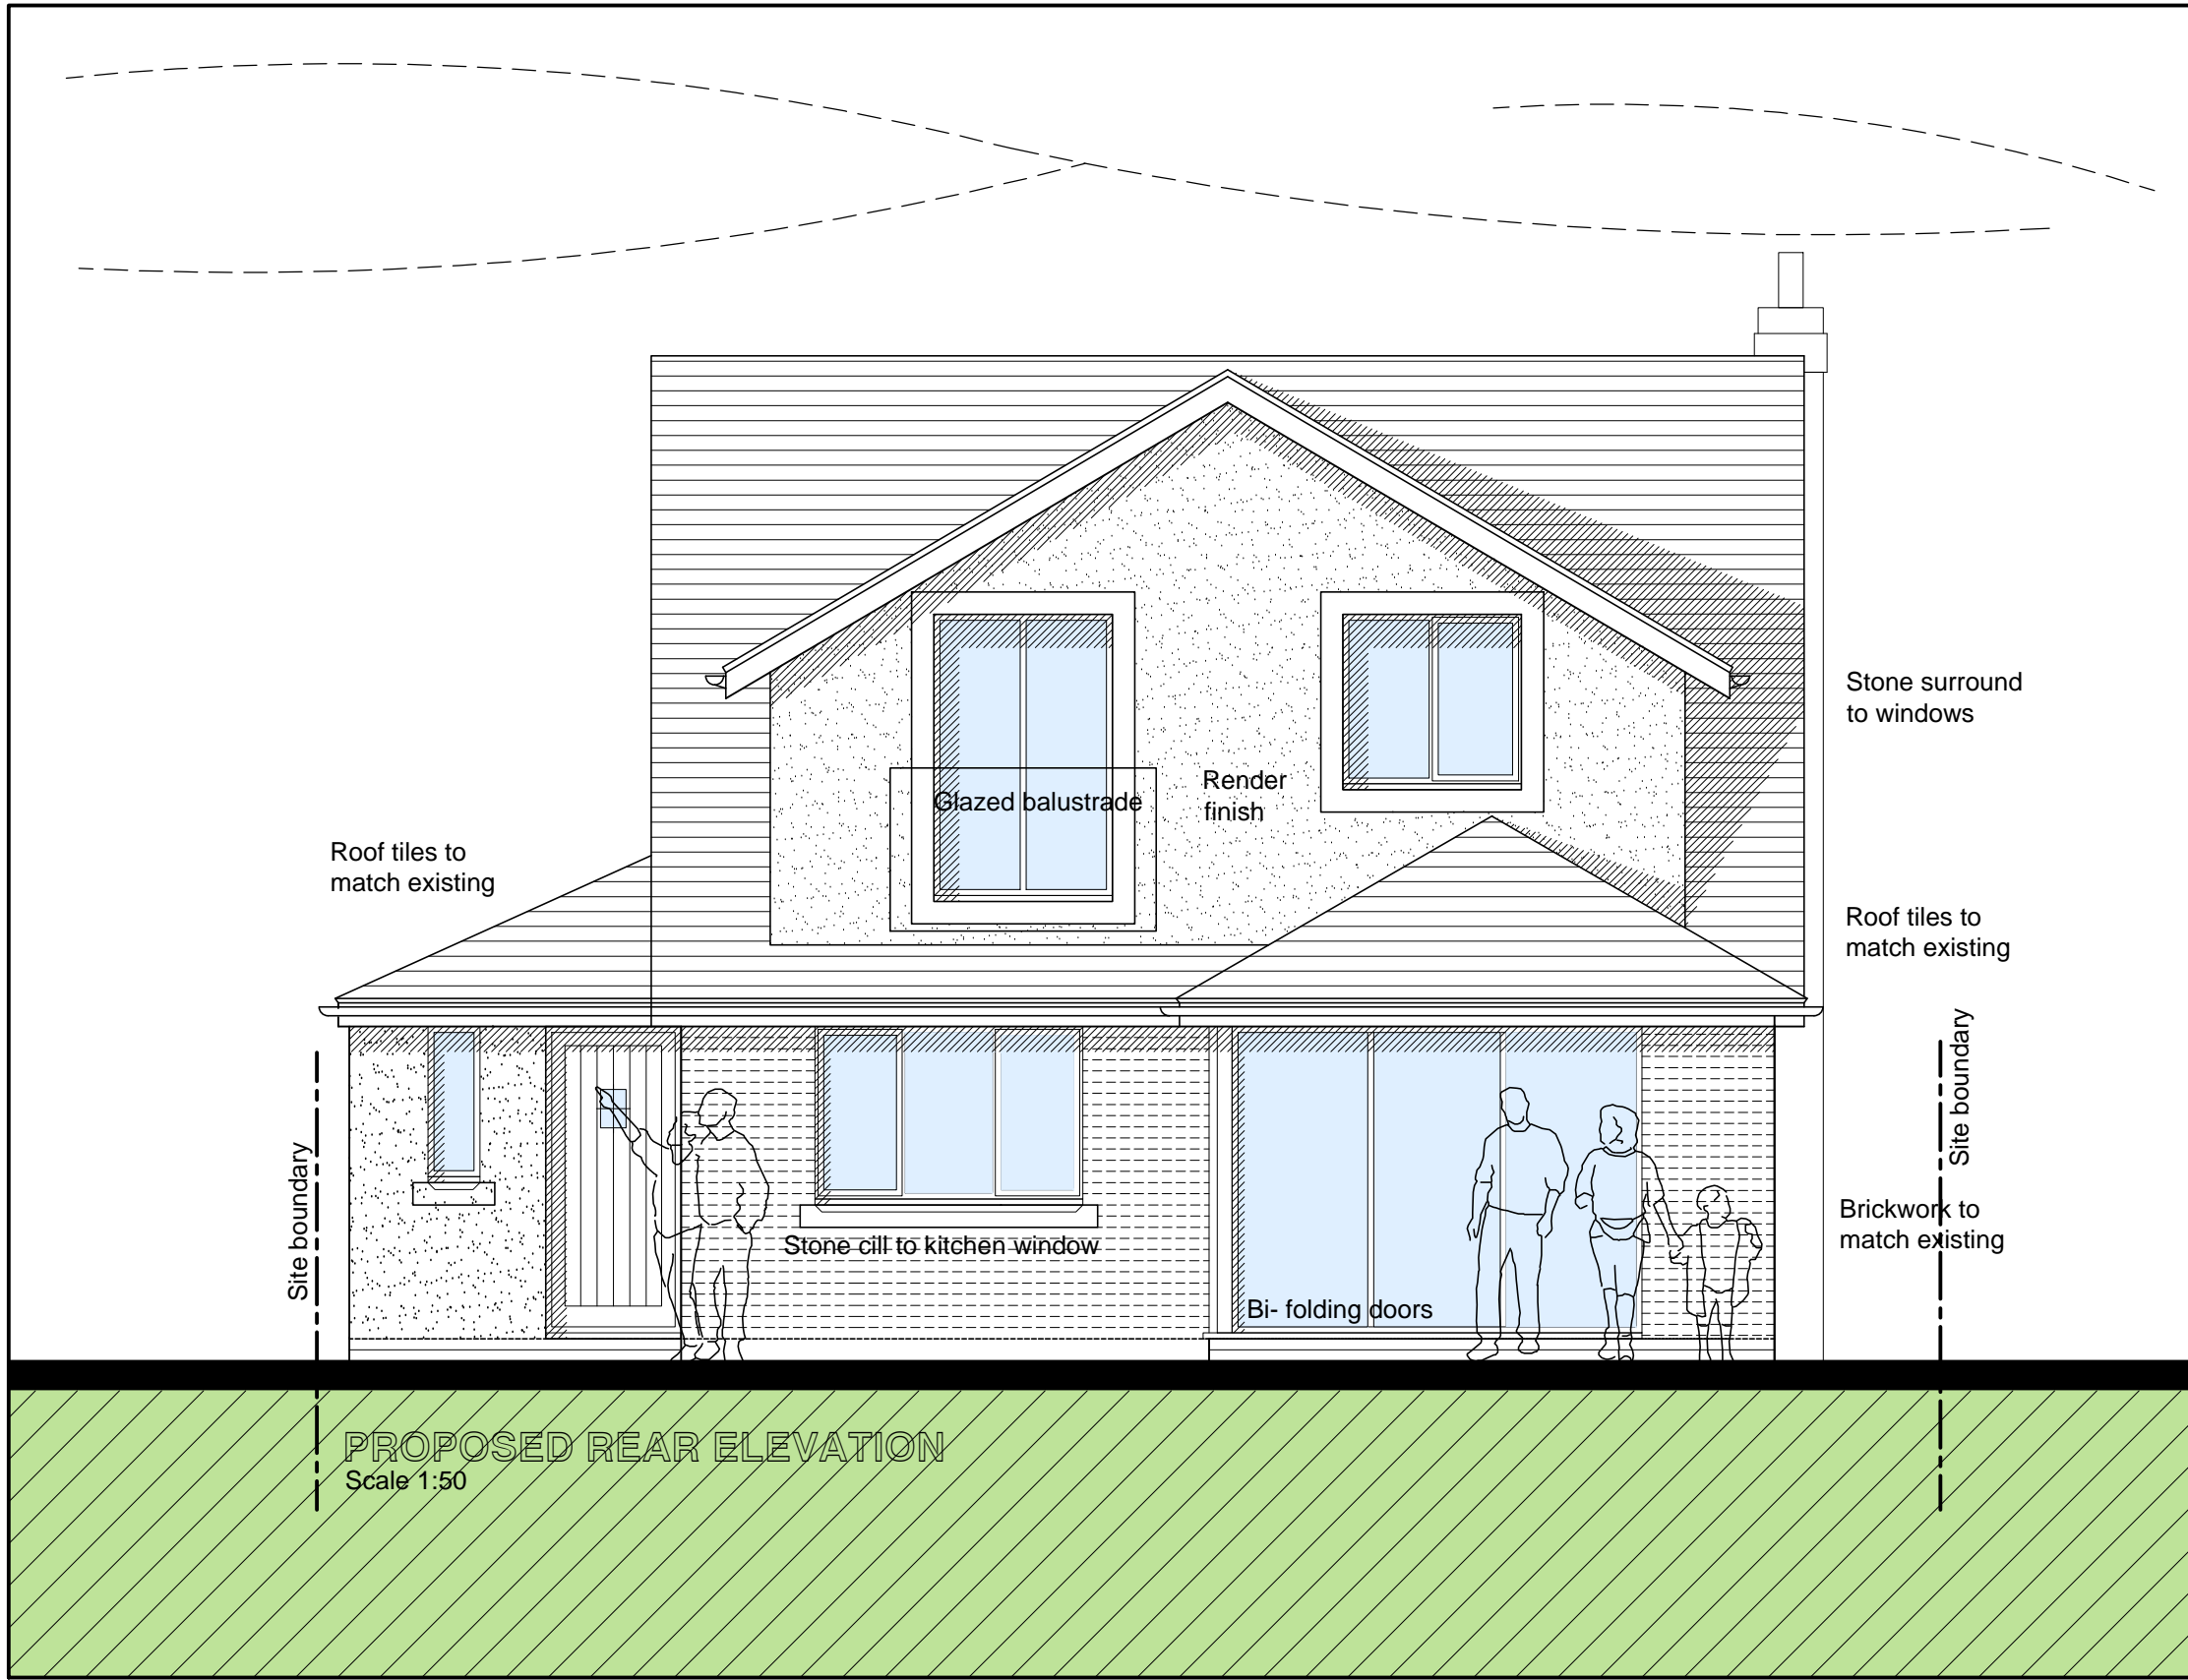 Stone surround
to windows
Glazed balustrade
Render
finish
Roof tiles to
match existing
Roof tiles to
match existing
Site boundary
Site boundary
Brickwork to
match existing
Stone cill to kitchen window
Bi- folding doors
PROPOSED REAR ELEVATION
Scale 1:50